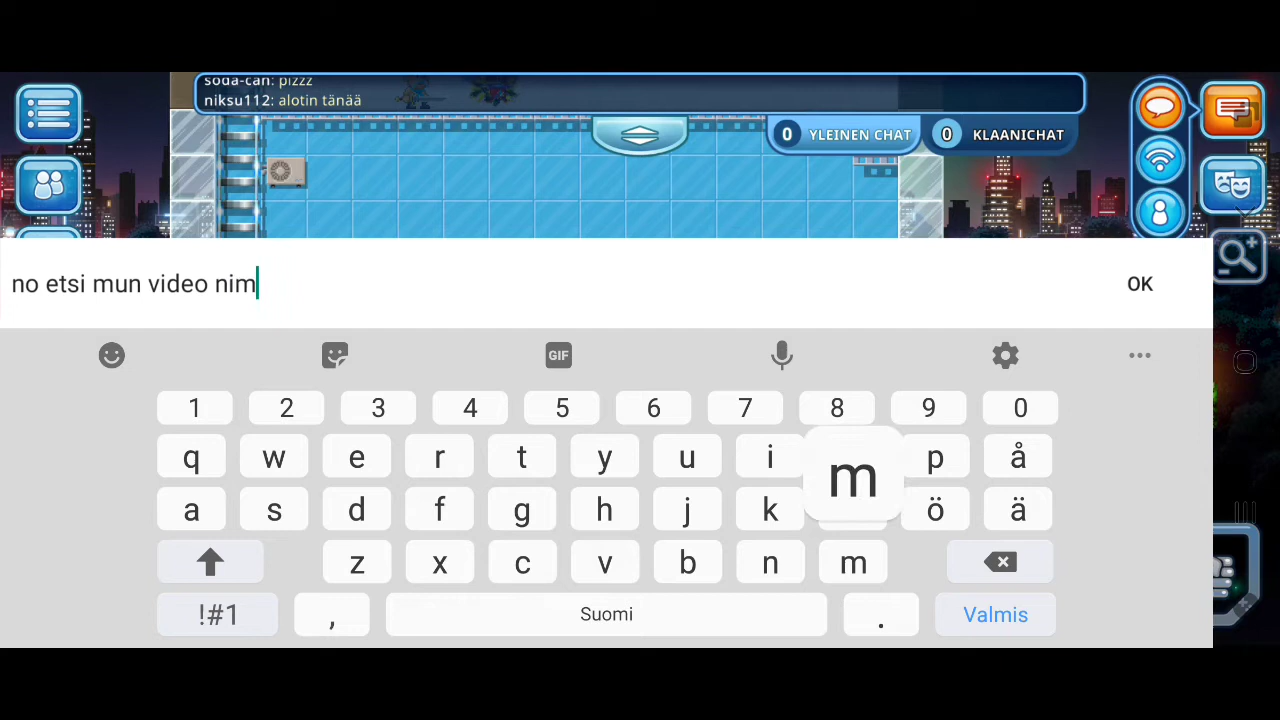 soda-can: pizzz
niksu112: alotin tänää
0 YLEINEN CHAT 0 KLAANICHAT
no etsi mun video nim OK
GIF
1 2 3 4 5 6 7 8 9 0
q w e r t y u i p å
m
a s d f g h j k ö ä
z x c v b n m
!#1 , Suomi . Valmis